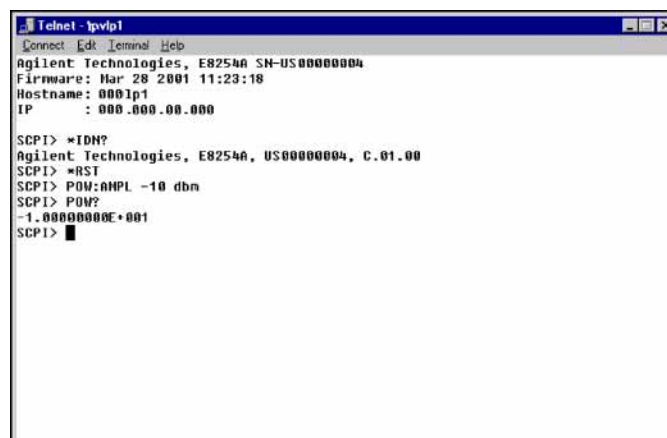 Telnet - tpvlp1
Connect Edit Terminal Help
Agilent Technologies, E8254A SN-US00000004
Firmware: Mar 28 2001 11:23:18
Hostname: 000lp1
IP : 000.000.00.000
SCPI> *IDN?
Agilent Technologies, E8254A, US00000004, C.01.00
SCPI> *RST
SCPI> POW:AMPL -10 dbm
SCPI> POW?
-1.00000000E+001
SCPI>